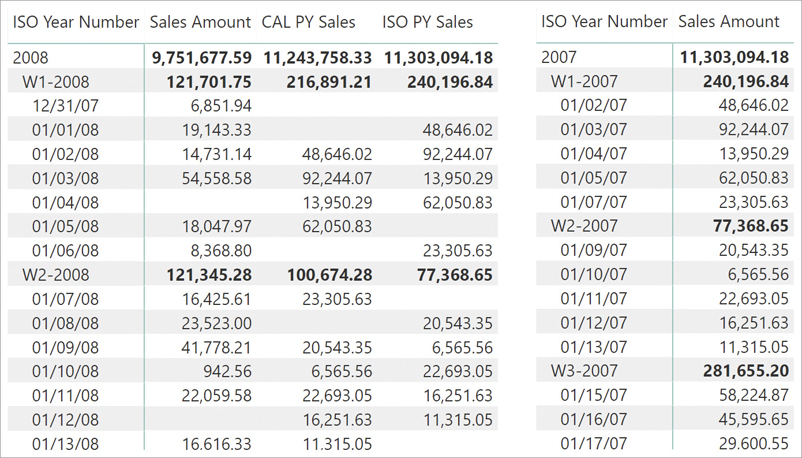 ISO Year Number Sales Amount CAL PY Sales ISO PY Sales
2008 9,751,677.59 11,243,758.33 11,303,094.18
W1-2008 121,701.75 216,891.21 240,196.84
12/31/07 6,851.94
01/01/08 19,143.33 48,646.02
01/02/08 14,731.14 48,646.02 92,244.07
01/03/08 54,558.58 92,244.07 13,950.29
01/04/08 13,950.29 62,050.83
01/05/08 18,047.97 62,050.83
01/06/08 8,368.80 23,305.63
W2-2008 121,345.28 100,674.28 77,368.65
01/07/08 16,425.61 23,305.63
01/08/08 23,523.00 20,543.35
01/09/08 41,778.21 20,543.35 6,565.56
01/10/08 942.56 6,565.56 22,693.05
01/11/08 22,059.58 22,693.05 16,251.63
01/12/08 16,251.63 11,315.05
01/13/08 16,616.33 11,315.05
ISO Year Number Sales Amount
2007 11,303,094.18
W1-2007 240,196.84
01/02/07 48,646.02
01/03/07 92,244.07
01/04/07 13,950.29
01/05/07 62,050.83
01/07/07 23,305.63
W2-2007 77,368.65
01/09/07 20,543.35
01/10/07 6,565.56
01/11/07 22,693.05
01/12/07 16,251.63
01/13/07 11,315.05
W3-2007 281,655.20
01/15/07 58,224.87
01/16/07 45,595.65
01/17/07 29,600.55